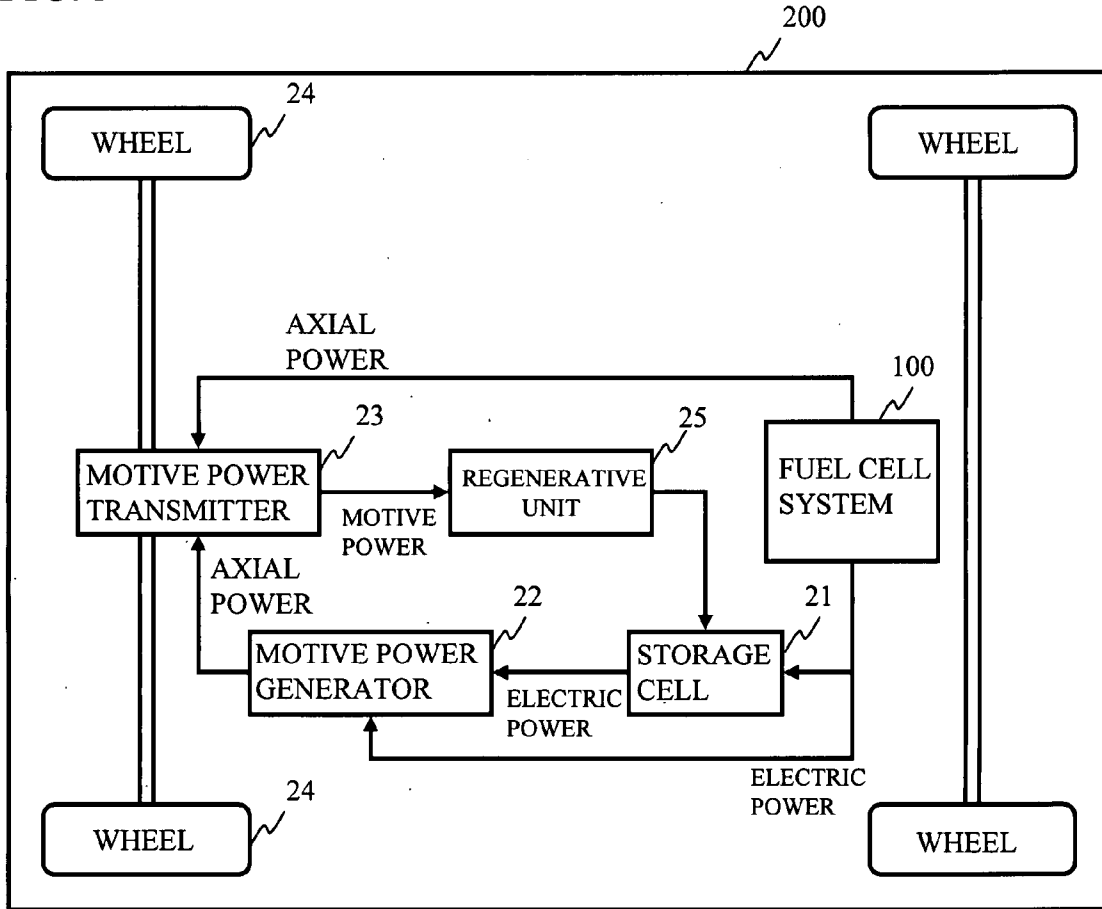 200
24
WHEEL
WHEEL
AXIAL
POWER
100
23
25
MOTIVE POWER
TRANSMITTER
REGENERATIVE
UNIT
FUEL CELL
SYSTEM
MOTIVE
POWER
AXIAL
POWER
22
21
MOTIVE POWER
GENERATOR
STORAGE
CELL
ELECTRIC
POWER
ELECTRIC
POWER
24
WHEEL
WHEEL